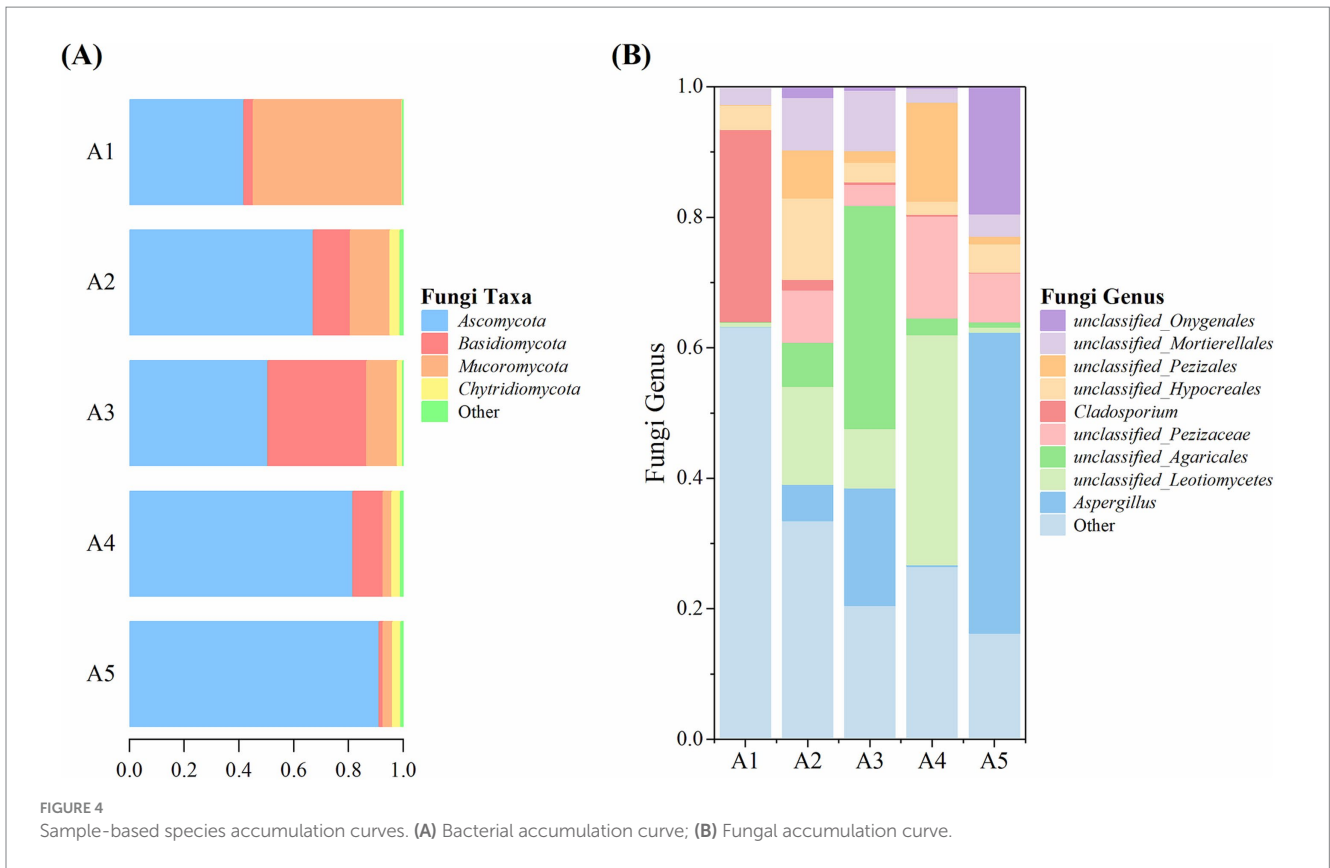 (A)
A1
A2
A3
A4
A5
0.0 0.2 0.4 0.6 0.8 1.0
Fungi Taxa
Ascomycota
Basidiomycota
Mucoromycota
Chytridiomycota
Other
(B)
Fungi Genus
1.0
0.8
0.6
0.4
0.2
0.0
A1 A2 A3 A4 A5
Fungi Genus
unclassified_Onygenales
unclassified_Mortierellales
unclassified_Pezizales
unclassified_Hypocreales
Cladosporium
unclassified_Pezizaceae
unclassified_Agaricales
unclassified_Leotiomycetes
Aspergillus
Other
FIGURE 4
Sample-based species accumulation curves. (A) Bacterial accumulation curve; (B) Fungal accumulation curve.